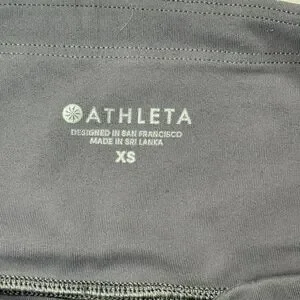 ATHLETA
DESIGNED IN SAN FRANCISCO
MADE IN SRI LANKA
XS